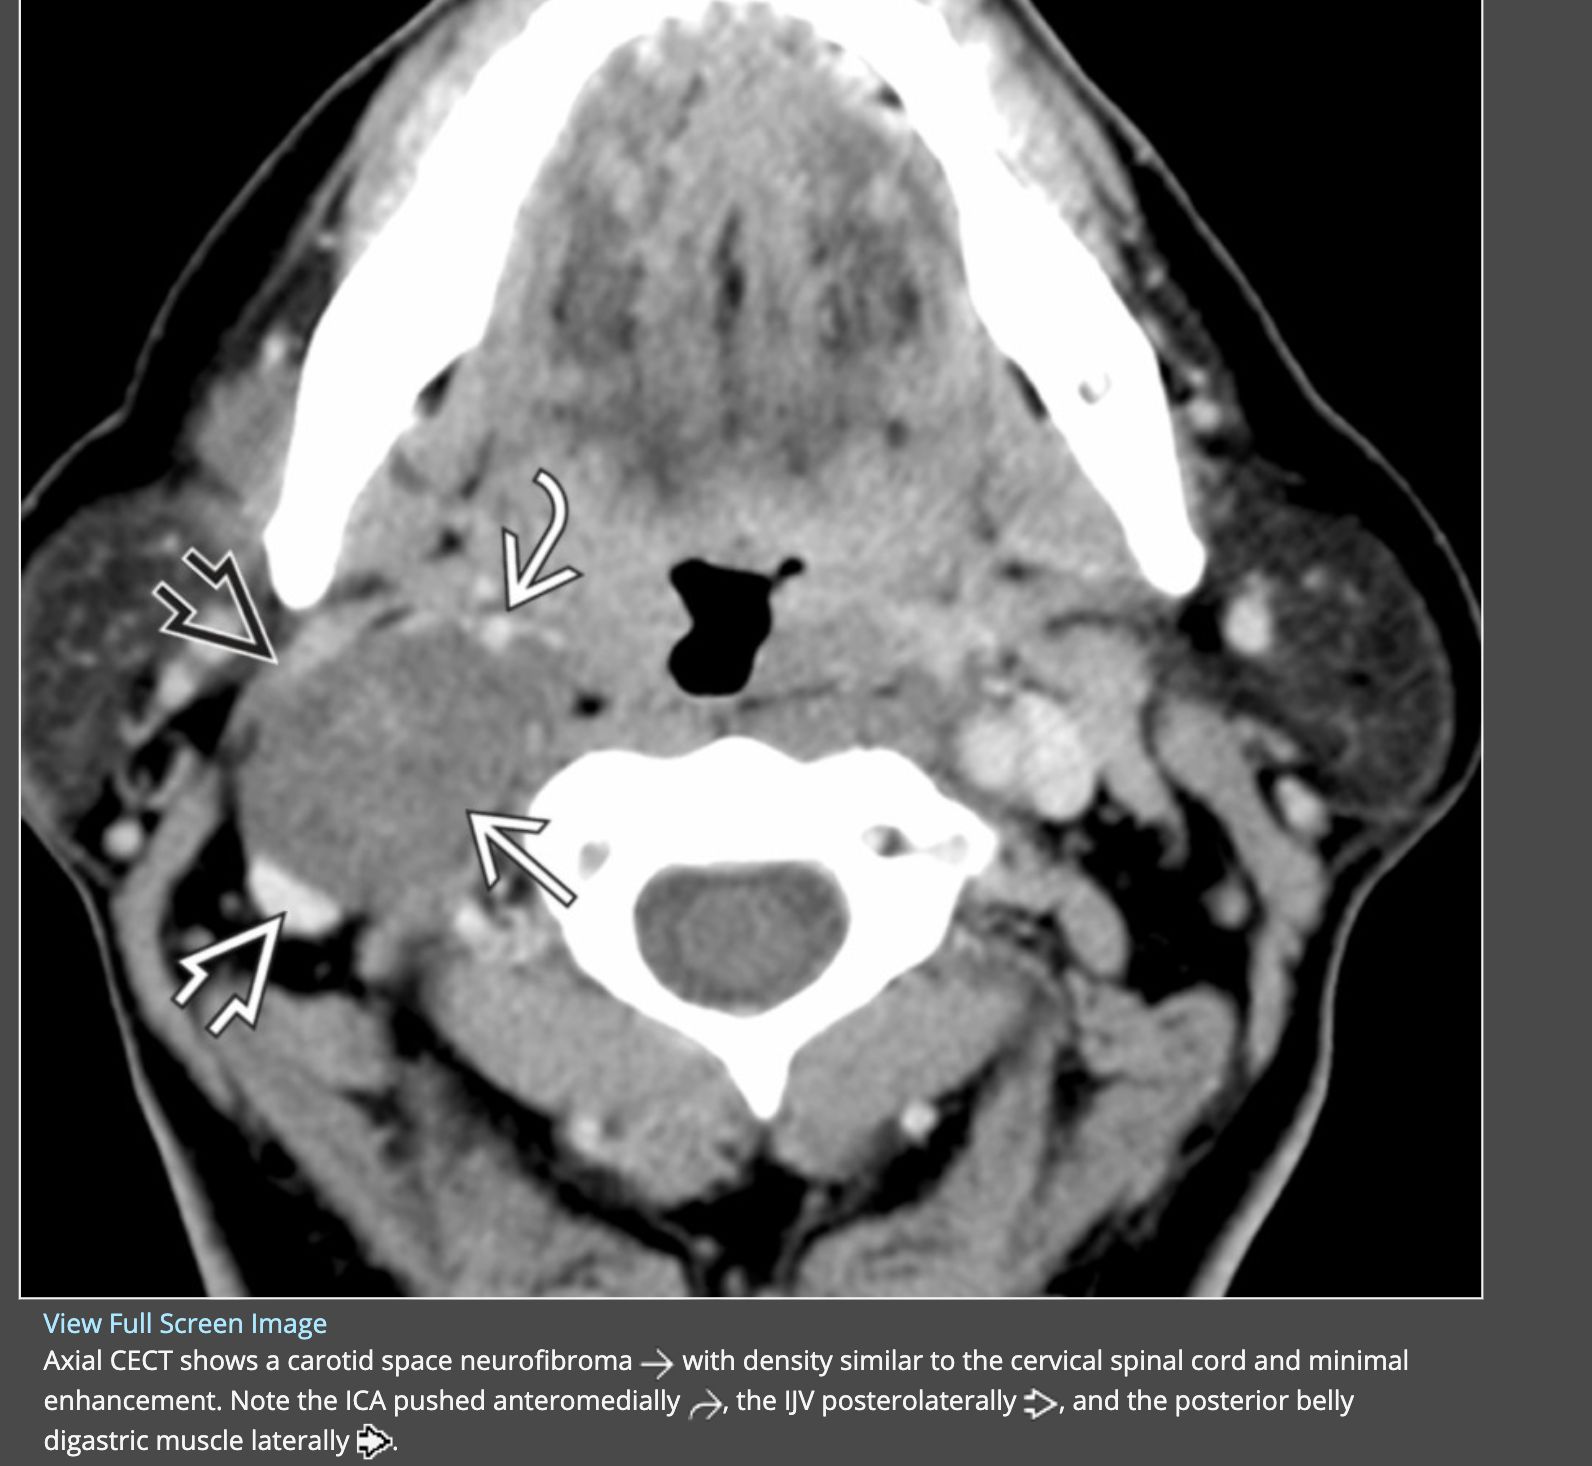 View Full Screen Image
Axial CECT shows a carotid space neurofibroma → with density similar to the cervical spinal cord and minimal
enhancement. Note the ICA pushed anteromedially, the IJV posterolaterally, and the posterior belly
digastric muscle laterally.